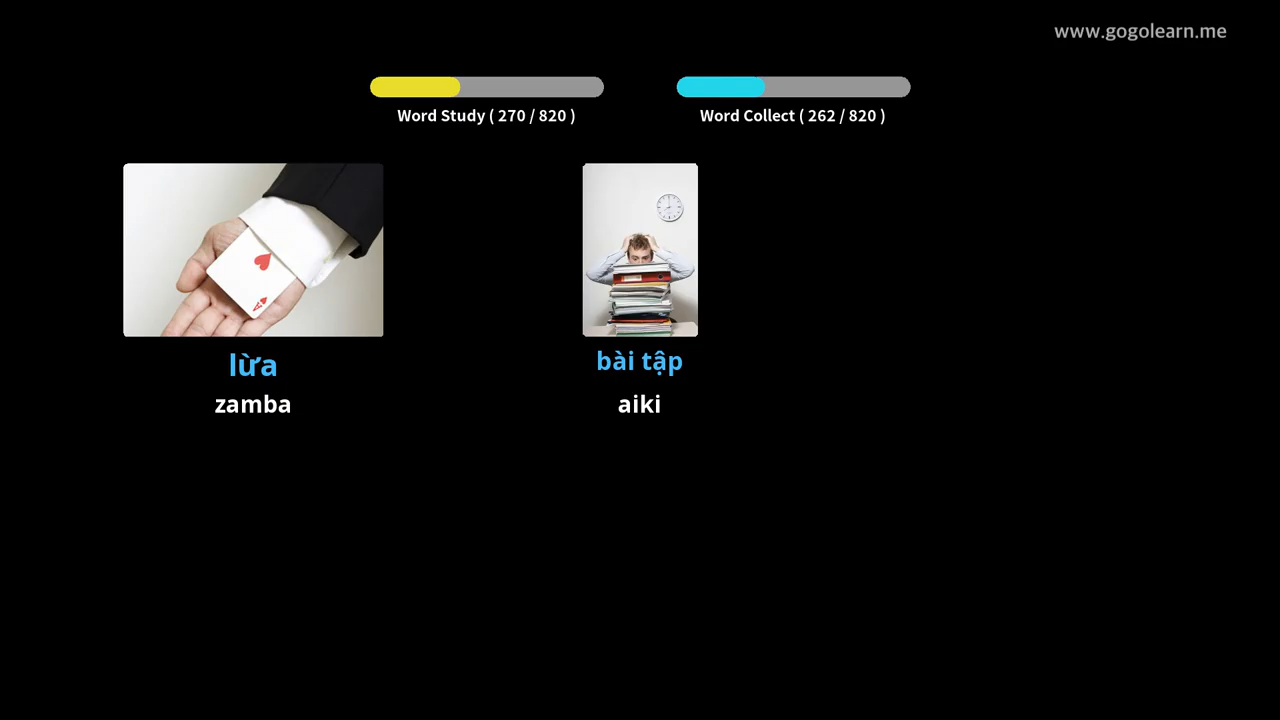 www.gogolearn.me
Word Study ( 270 / 820 )
Word Collect ( 262 / 820 )
A
lừa
zamba
bài tập
aiki